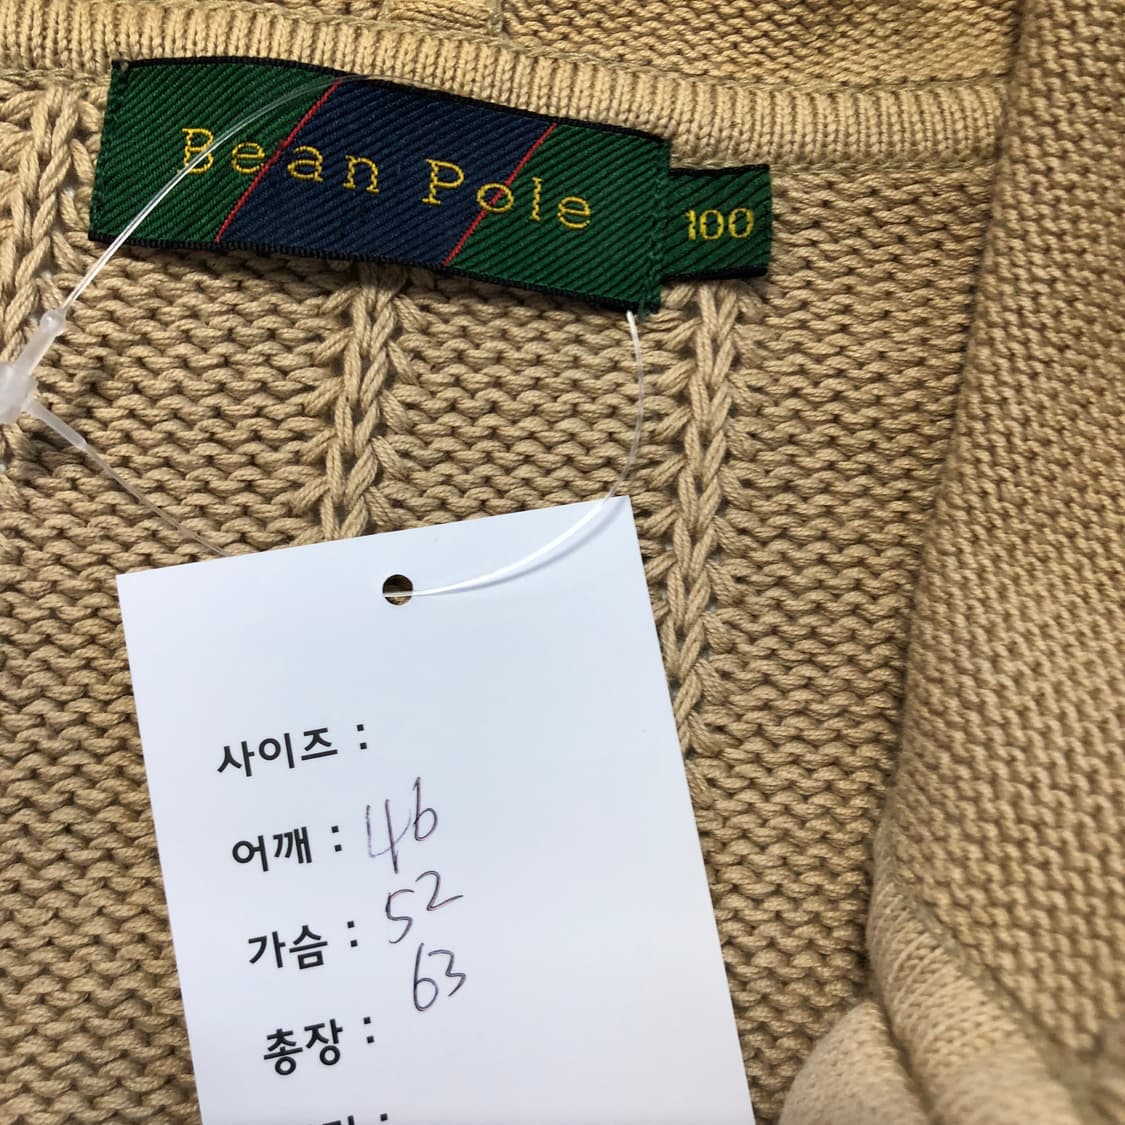 Bean Pole
100
사이즈 :
어깨 : 46
가슴 : 52
총장 : 63